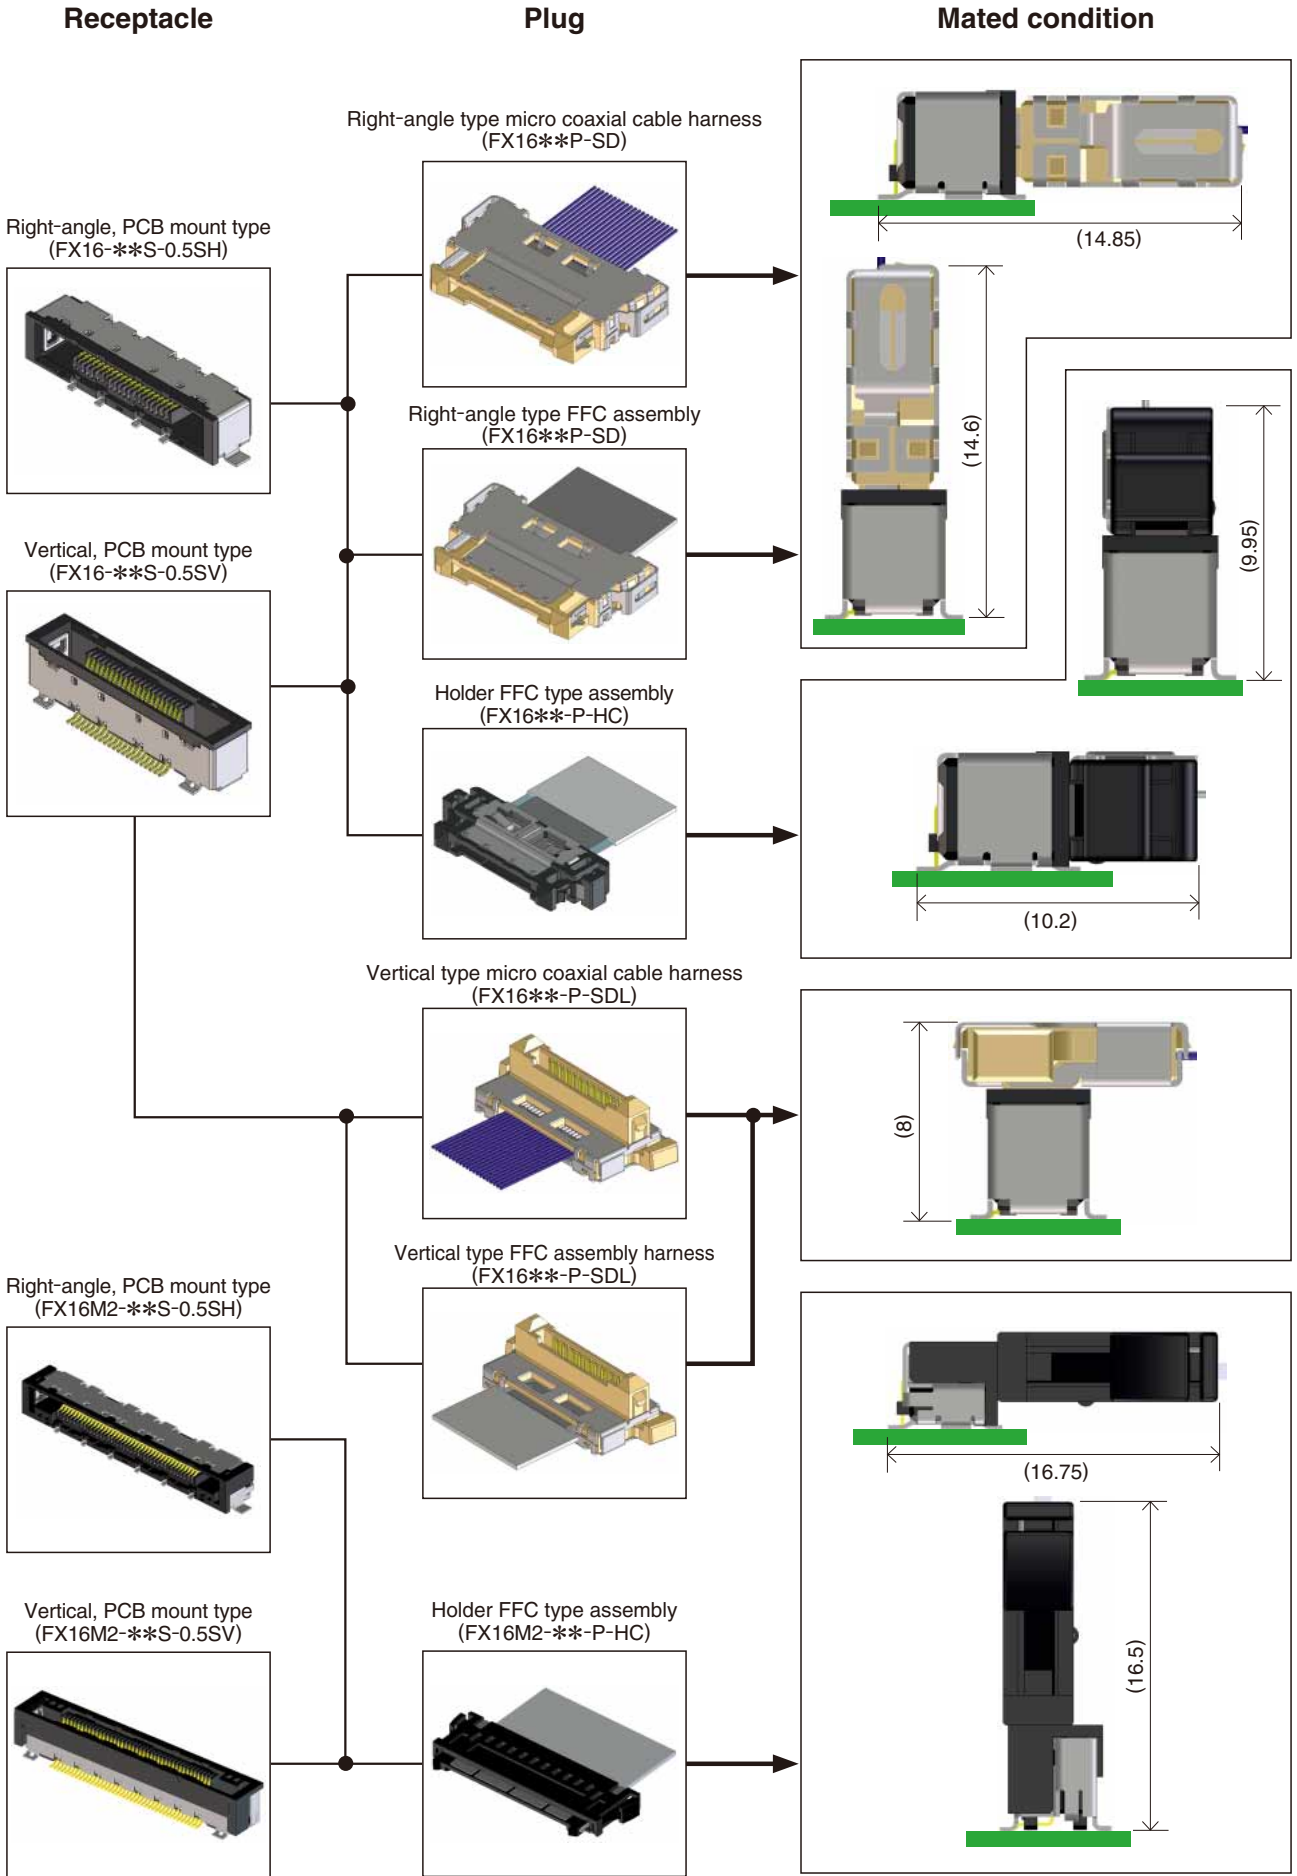 Receptacle
Plug
Mated condition
Right-angle type micro coaxial cable harness
(FX16**P-SD)
Right-angle, PCB mount type
(FX16-**S-0.5SH)
(14.85)
Right-angle type FFC assembly
(FX16**P-SD)
(14.6)
(9.95)
Vertical, PCB mount type
(FX16-**S-0.5SV)
Holder FFC type assembly
(FX16**-P-HC)
(10.2)
Vertical type micro coaxial cable harness
(FX16**-P-SDL)
(8)
Vertical type FFC assembly harness
(FX16**-P-SDL)
Right-angle, PCB mount type
(FX16M2-**S-0.5SH)
(16.75)
Vertical, PCB mount type
(FX16M2-**S-0.5SV)
Holder FFC type assembly
(FX16M2-**-P-HC)
(16.5)